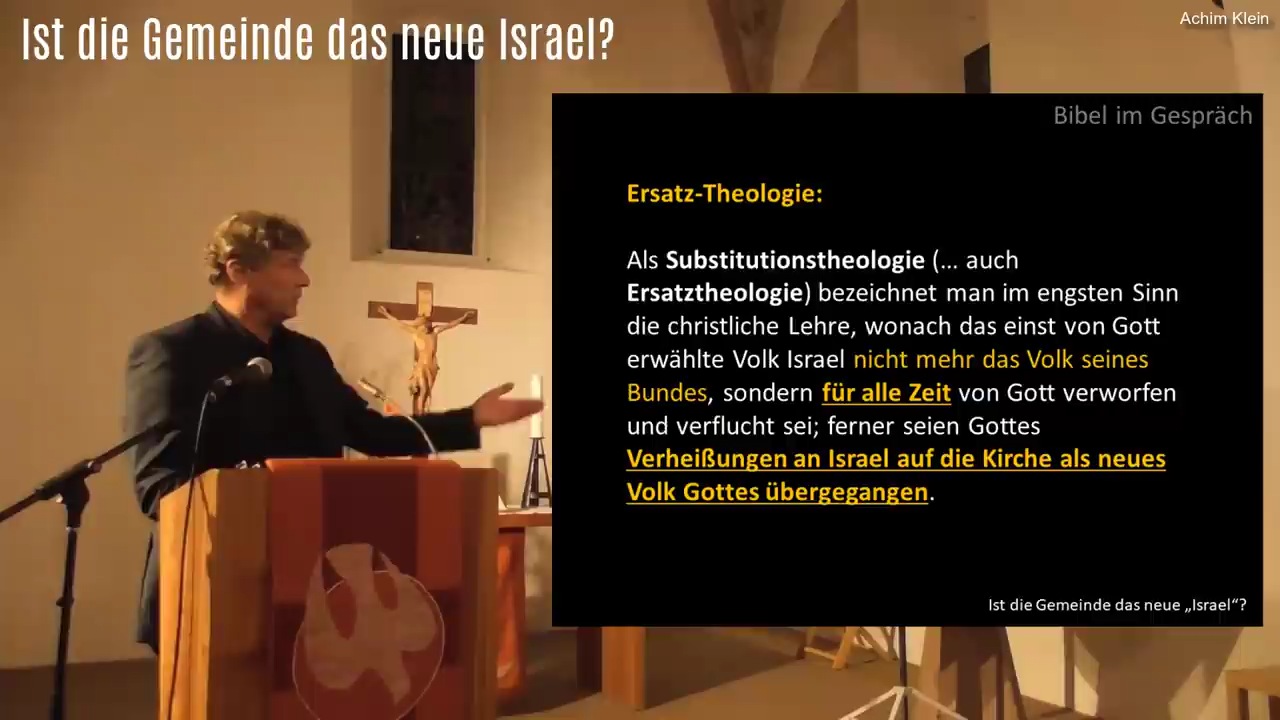 Ist die Gemeinde das neue Israel?
Achim Klein
Bibel im Gespräch
Ersatz-Theologie:
Als Substitutionstheologie (... auch
Ersatztheologie) bezeichnet man im engsten Sinn
die christliche Lehre, wonach das einst von Gott
erwählte Volk Israel nicht mehr das Volk seines
Bundes, sondern für alle Zeit von Gott verworfen
und verflucht sei; ferner seien Gottes
Verheißungen an Israel auf die Kirche als neues
Volk Gottes übergegangen.
Ist die Gemeinde das neue „Israel“?